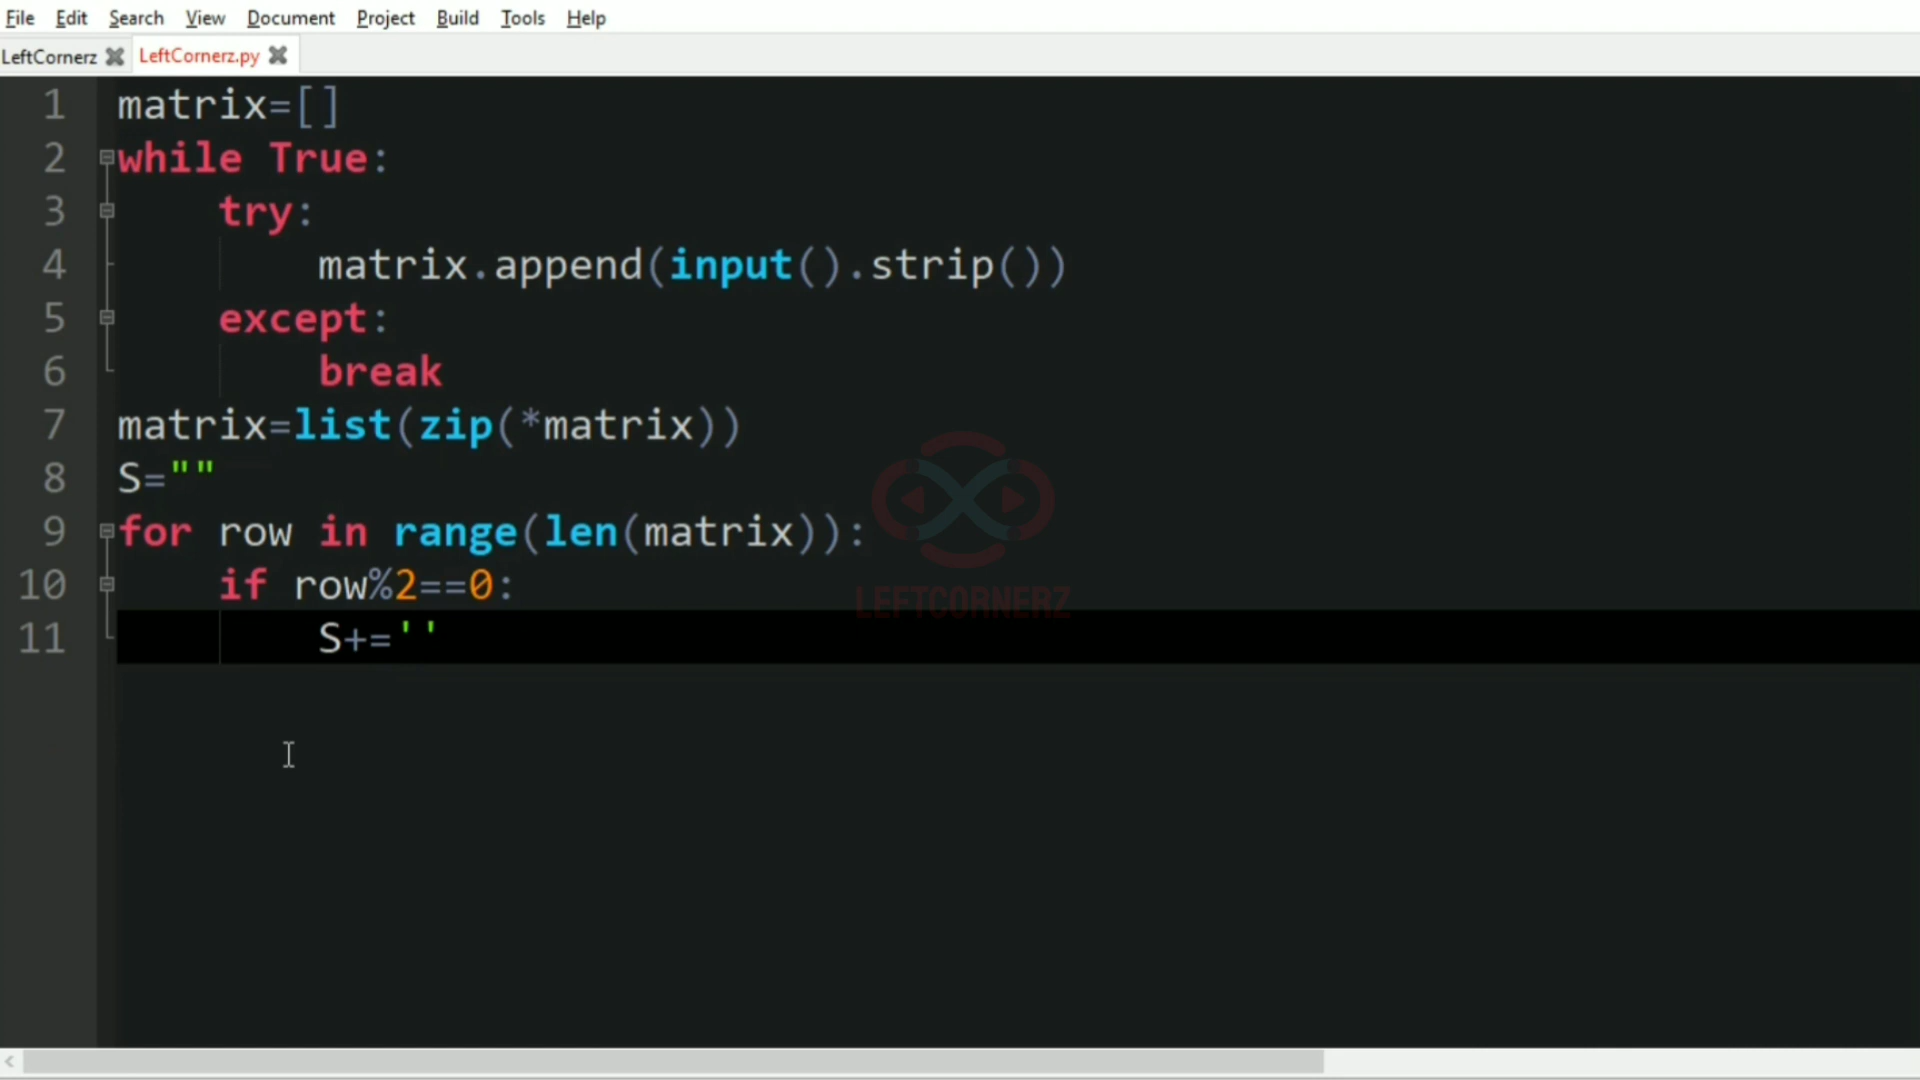 File Edit Search View Document Project Build Tools Help
LeftCornerz LeftCornerz.py
1 matrix=[]
2 while True:
3     try:
4         matrix.append(input().strip())
5     except:
6         break
7 matrix=list(zip(*matrix))
8 S=""
9 for row in range(len(matrix)):
10     if row%2==0:
11         S+=''
LEFTCORNERZ